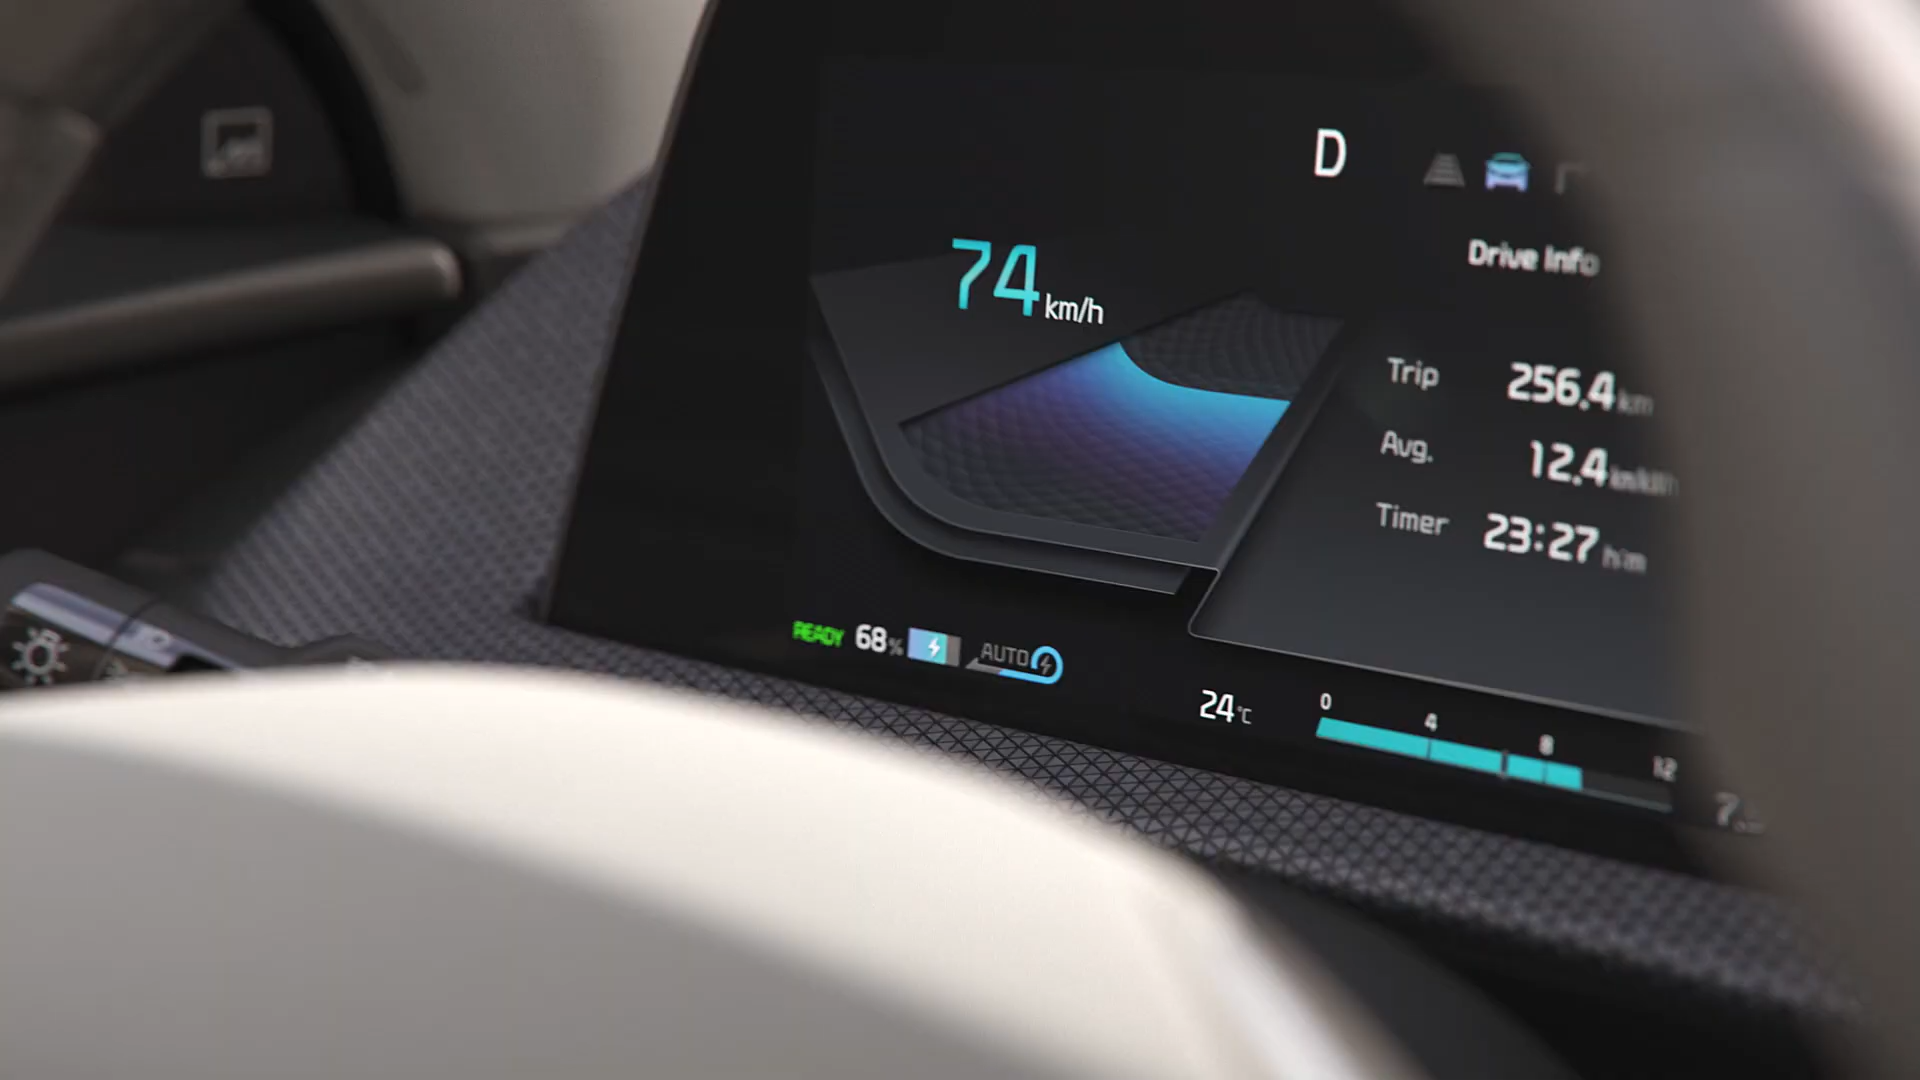 D
74 km/h
Drive Info
Trip 256.4 km
Avg. 12.4
Timer 23:27 h:m
READY 68% AUTO
24°C
0 4 8 12